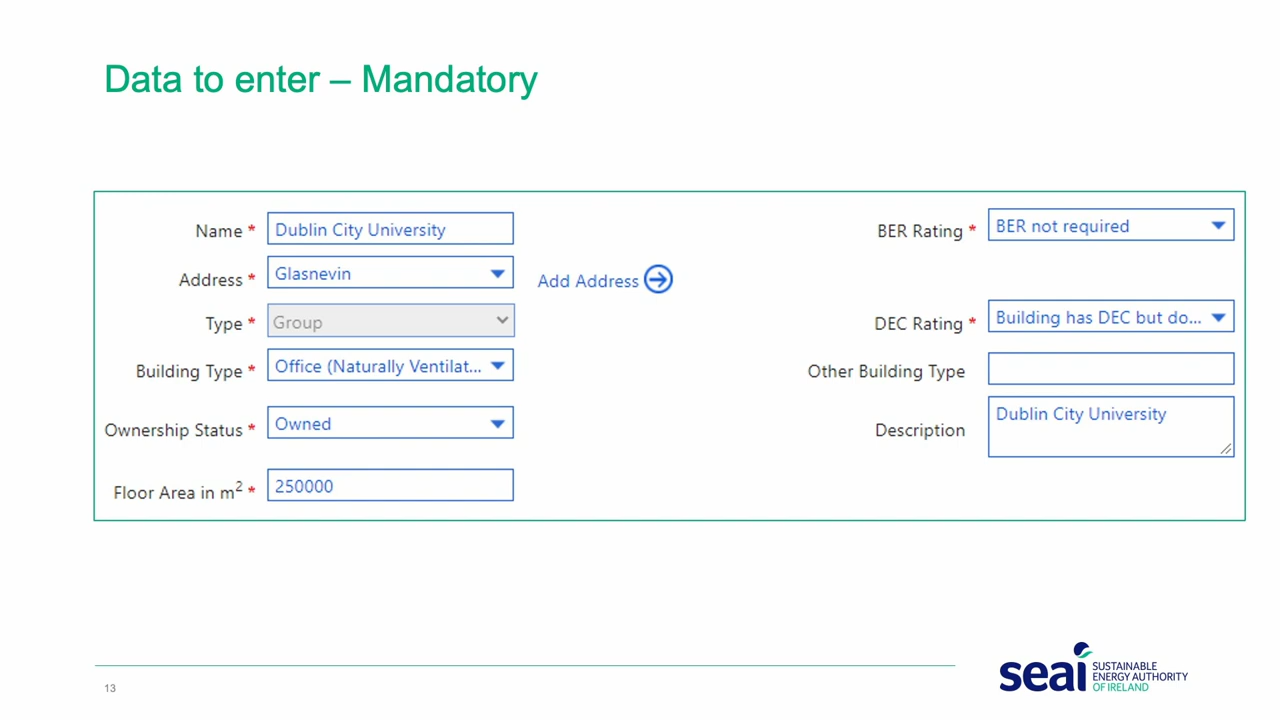 Data to enter – Mandatory
Name * Dublin City University
Address * Glasnevin
Add Address
Type * Group
Building Type * Office (Naturally Ventilat...
Ownership Status * Owned
Floor Area in m² * 250000
BER Rating * BER not required
DEC Rating * Building has DEC but do...
Other Building Type
Description Dublin City University
13
seai
SUSTAINABLE
ENERGY AUTHORITY
OF IRELAND